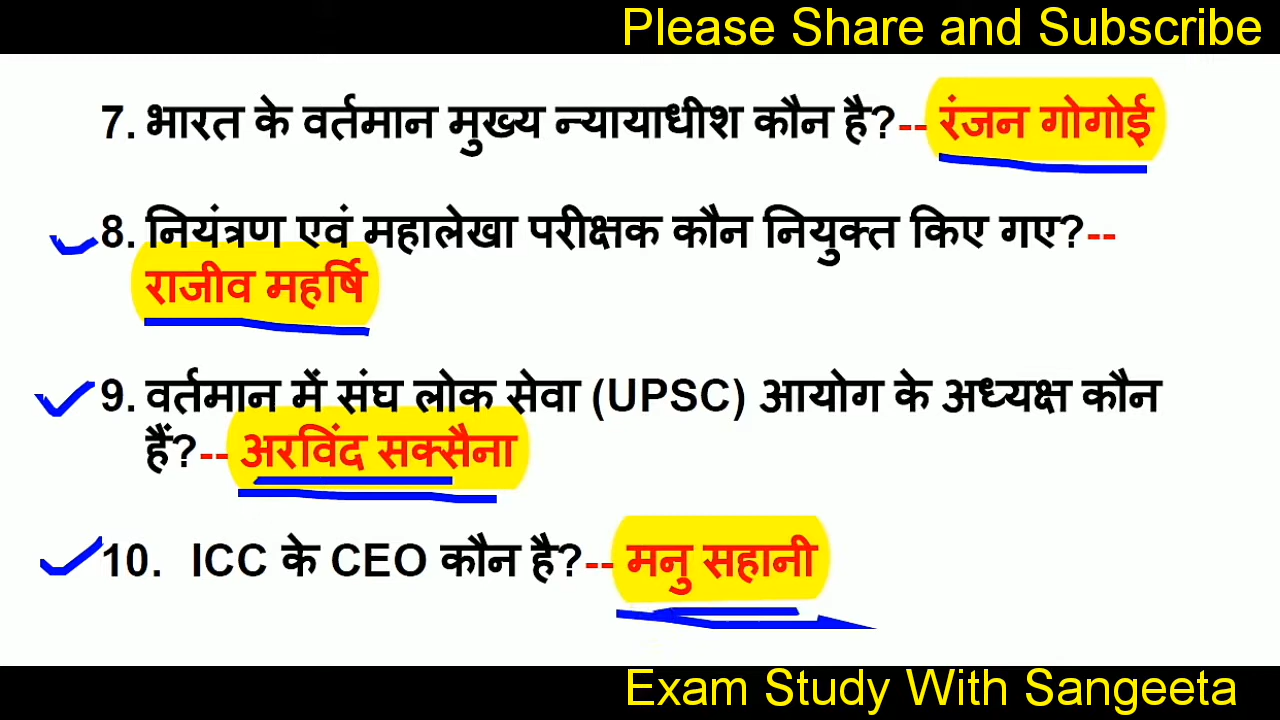 Please Share and Subscribe
7. भारत के वर्तमान मुख्य न्यायाधीश कौन है?-- रंजन गोगोई
8. नियंत्रण एवं महालेखा परीक्षक कौन नियुक्त किए गए?--
राजीव महर्षि
9. वर्तमान में संघ लोक सेवा (UPSC) आयोग के अध्यक्ष कौन
हैं?-- अरविंद सक्सैना
10. ICC के CEO कौन है?-- मनु सहानी
Exam Study With Sangeeta